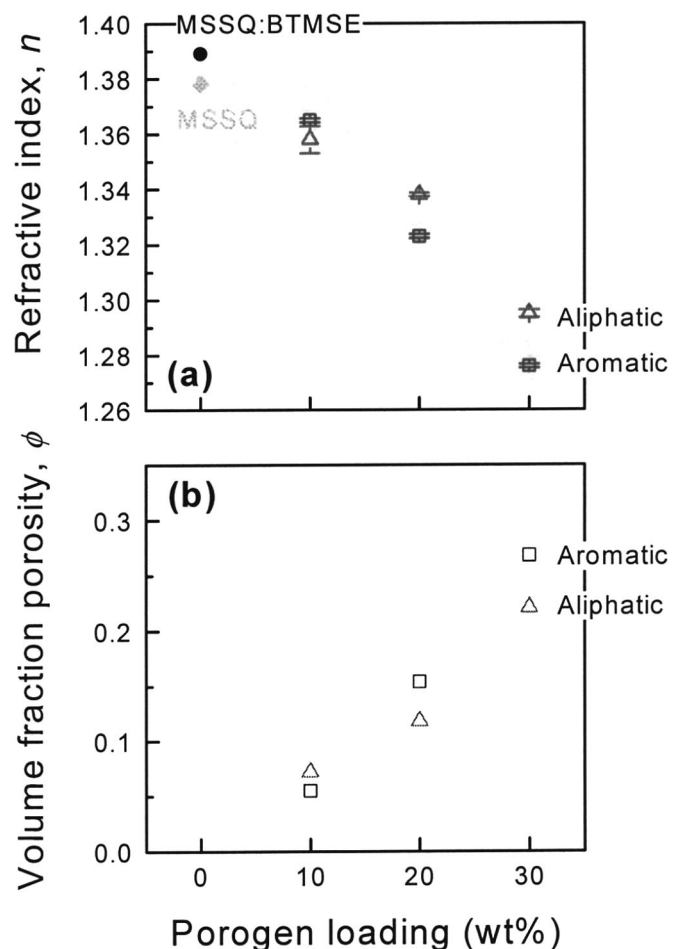 Refractive index, n
1.40
1.38
1.36
1.34
1.32
1.30
1.28
1.26
MSSQ:BTMSE
MSSQ
Aliphatic
Aromatic
(a)
Volume fraction porosity, ϕ
0.3
0.2
0.1
0.0
(b)
Aromatic
Aliphatic
0 10 20 30
Porogen loading (wt%)